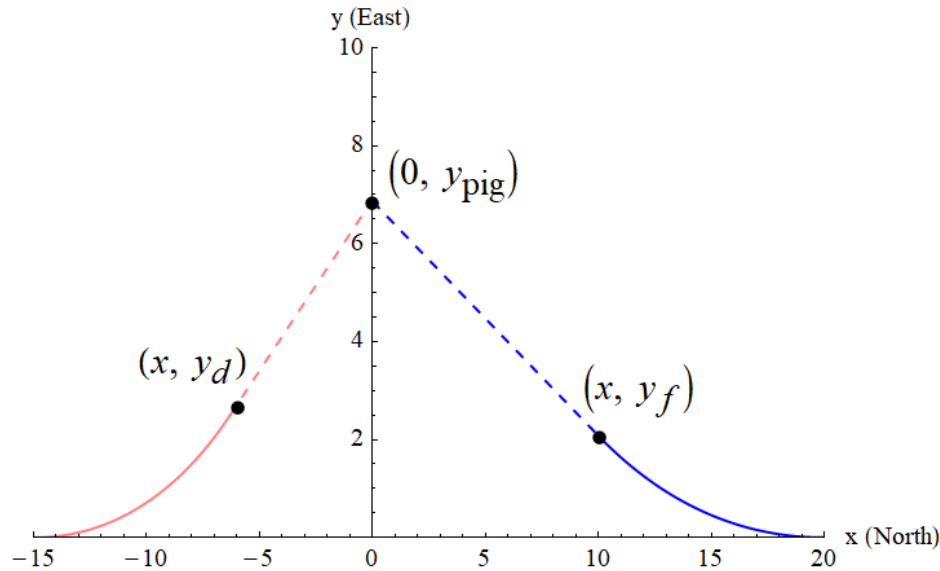 y (East)
10
8
(0, y_pig)
6
4
(x, y_d)
(x, y_f)
2
x (North)
−15
−10
−5
0
5
10
15
20